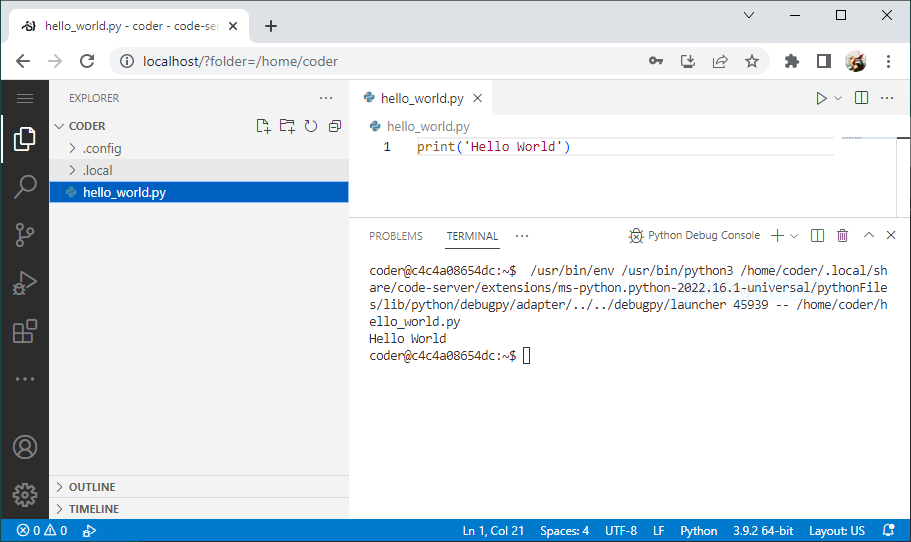 hello_world.py - coder - code-ser
localhost/?folder=/home/coder
EXPLORER
CODER
.config
.local
hello_world.py
OUTLINE
TIMELINE
hello_world.py
hello_world.py
1 print('Hello World')
PROBLEMS TERMINAL
Python Debug Console
coder@c4c4a08654dc:~$  /usr/bin/env /usr/bin/python3 /home/coder/.local/sh
are/code-server/extensions/ms-python.python-2022.16.1-universal/pythonFile
s/lib/python/debugpy/adapter/../../debugpy/launcher 45939 -- /home/coder/h
ello_world.py
Hello World
coder@c4c4a08654dc:~$
0 0 Ln 1, Col 21 Spaces: 4 UTF-8 LF Python 3.9.2 64-bit Layout: US